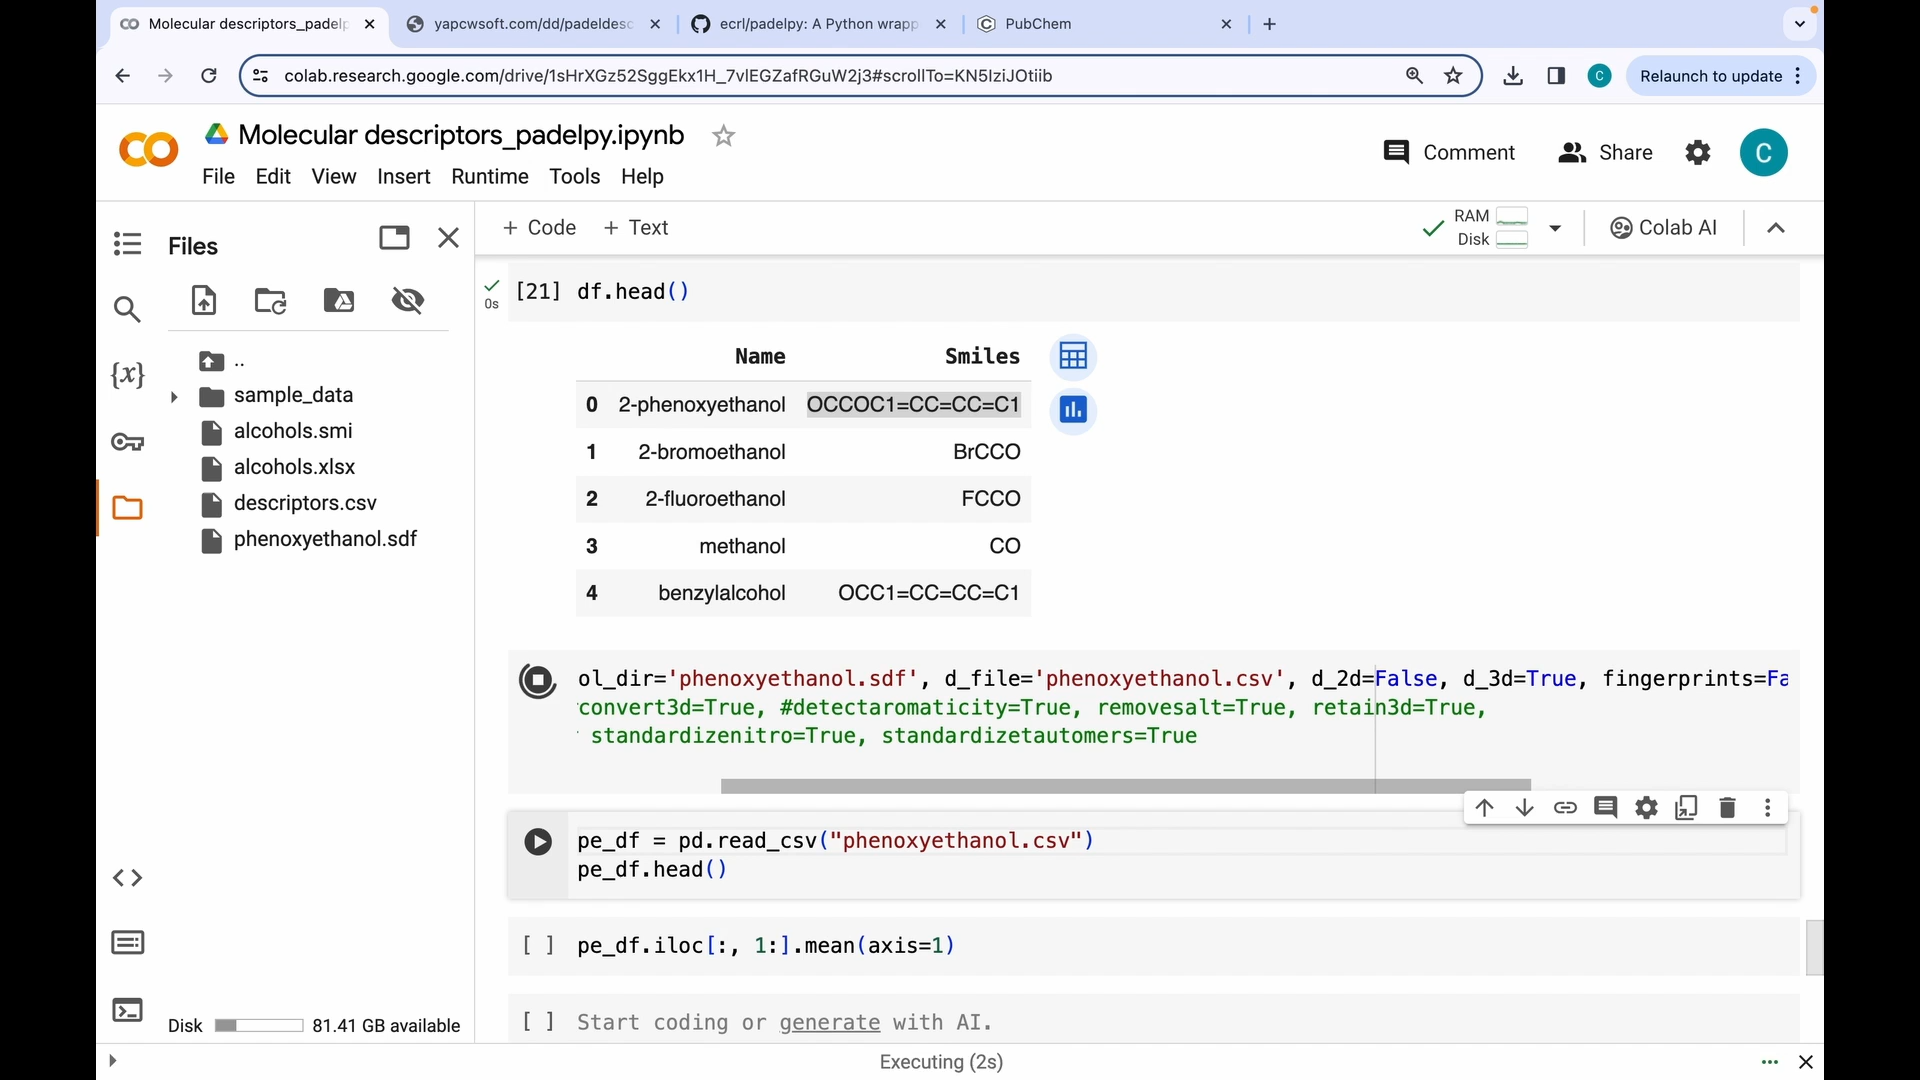 Molecular descriptors_padelp
yapcwsoft.com/dd/padeldesc
ecrl/padelpy: A Python wrapp
PubChem
colab.research.google.com/drive/1sHrXGz52SggEkx1H_7vlEGZafRGuW2j3#scrollTo=KN5IziJOtiib
C
Relaunch to update
Molecular descriptors_padelpy.ipynb
File Edit View Insert Runtime Tools Help
Comment
Share
C
Files
+ Code + Text
RAM
Disk
Colab AI
..
sample_data
alcohols.smi
alcohols.xlsx
descriptors.csv
phenoxyethanol.sdf
{x}
0s
[21] df.head()
Name Smiles
0 2-phenoxyethanol OCCOC1=CC=CC=C1
1 2-bromoethanol BrCCO
2 2-fluoroethanol FCCO
3 methanol CO
4 benzylalcohol OCC1=CC=CC=C1
ol_dir='phenoxyethanol.sdf', d_file='phenoxyethanol.csv', d_2d=False, d_3d=True, fingerprints=Fa
convert3d=True, #detectaromaticity=True, removesalt=True, retain3d=True,
standardizenitro=True, standardizetautomers=True
pe_df = pd.read_csv("phenoxyethanol.csv")
pe_df.head()
[ ] pe_df.iloc[:, 1:].mean(axis=1)
[ ] Start coding or generate with AI.
Disk 81.41 GB available
Executing (2s)